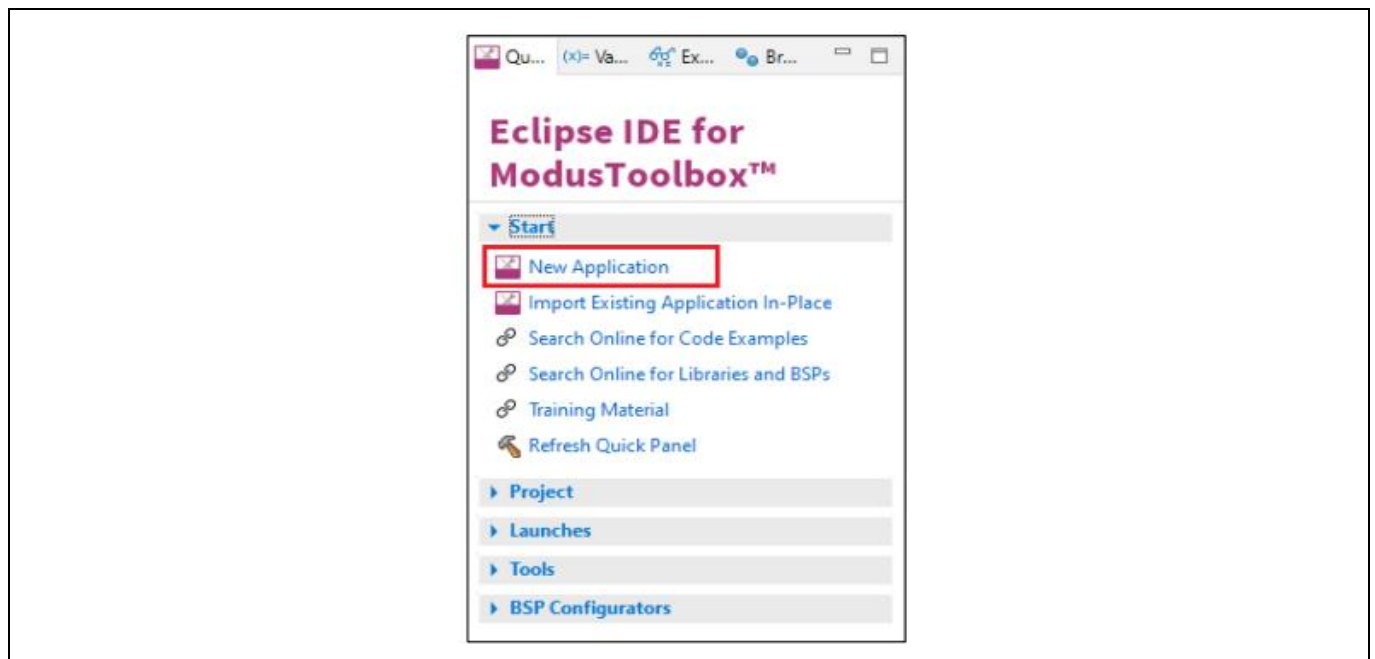 Qu... (x)= Va... Ex... Br...
Eclipse IDE for
ModusToolbox™
Start
New Application
Import Existing Application In-Place
Search Online for Code Examples
Search Online for Libraries and BSPs
Training Material
Refresh Quick Panel
Project
Launches
Tools
BSP Configurators